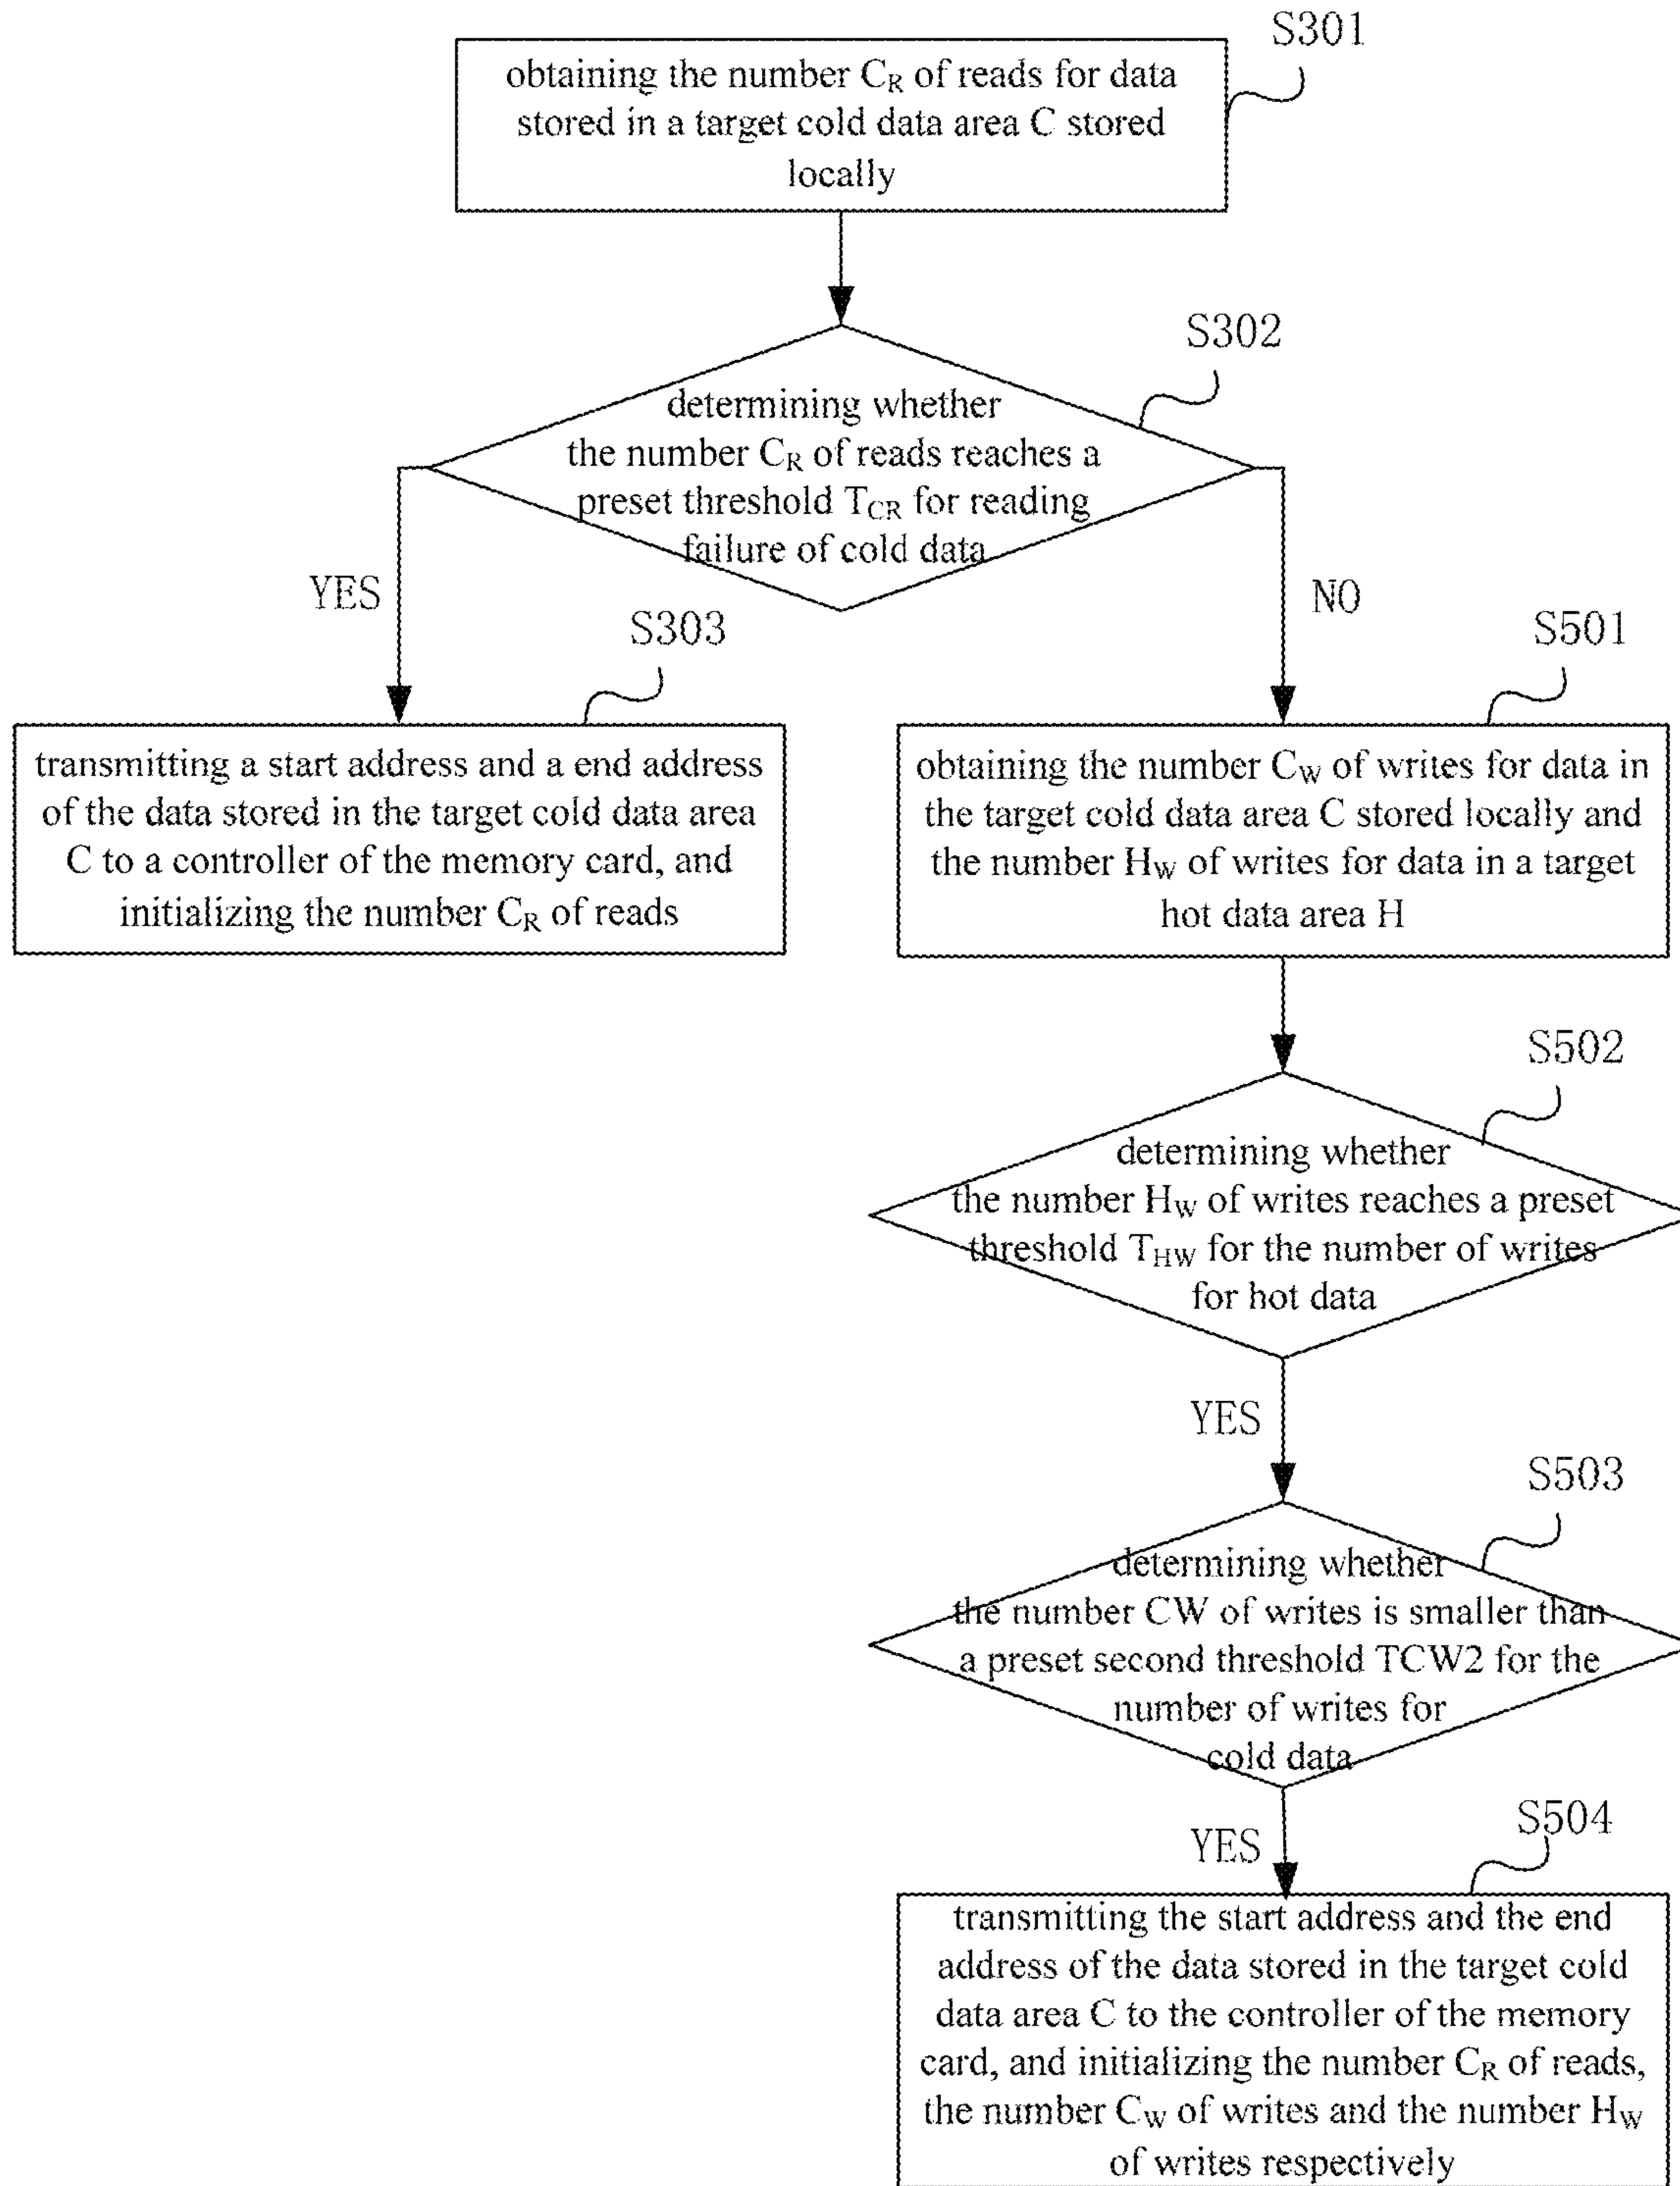 S301
obtaining the number CR of reads for data
stored in a target cold data area C stored
locally
S302
determining whether
the number CR of reads reaches a
preset threshold TCR for reading
failure of cold data
YES
NO
S303
S501
transmitting a start address and a end address
of the data stored in the target cold data area
C to a controller of the memory card, and
initializing the number CR of reads
obtaining the number CW of writes for data in
the target cold data area C stored locally and
the number HW of writes for data in a target
hot data area H
S502
determining whether
the number HW of writes reaches a preset
threshold THW for the number of writes
for hot data
YES
S503
determining whether
the number CW of writes is smaller than
a preset second threshold TCW2 for the
number of writes for
cold data
YES
S504
transmitting the start address and the end
address of the data stored in the target cold
data area C to the controller of the memory
card, and initializing the number CR of reads,
the number CW of writes and the number HW
of writes respectively